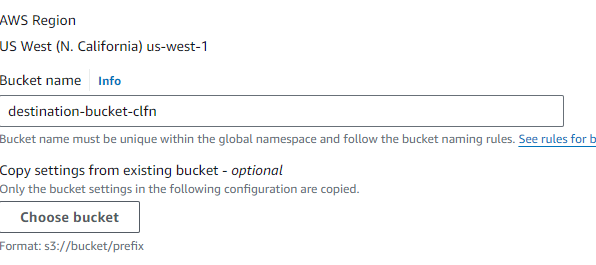 AWS Region
US West (N. California) us-west-1
Bucket name Info
destination-bucket-clfn
Bucket name must be unique within the global namespace and follow the bucket naming rules. See rules for b
Copy settings from existing bucket - optional
Only the bucket settings in the following configuration are copied.
Choose bucket
Format: s3://bucket/prefix